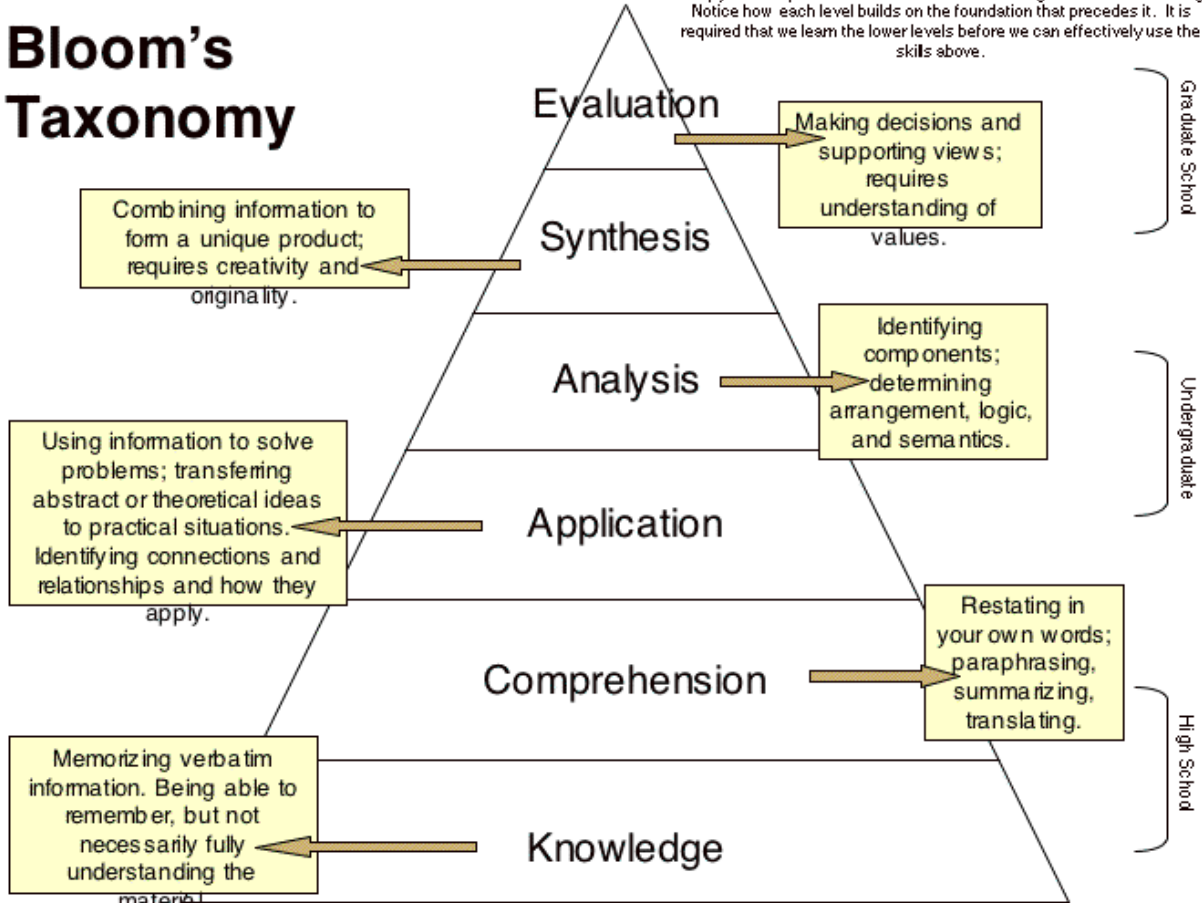 Bloom's
Taxonomy
Notice how each level builds on the foundation that precedes it. It is
required that we learn the lower levels before we can effectively use the
skills above.
Evaluation
Making decisions and
supporting views;
requires
understanding of
values.
Graduate School
Combining information to
form a unique product;
requires creativity and
originality.
Synthesis
Identifying
components;
determining
arrangement, logic,
and semantics.
Analysis
Undergraduate
Using information to solve
problems; transferring
abstract or theoretical ideas
to practical situations.
Identifying connections and
relationships and how they
apply.
Application
Restating in
your own words;
paraphrasing,
summarizing,
translating.
Comprehension
High School
Memorizing verbatim
information. Being able to
remember, but not
necessarily fully
understanding the
material.
Knowledge